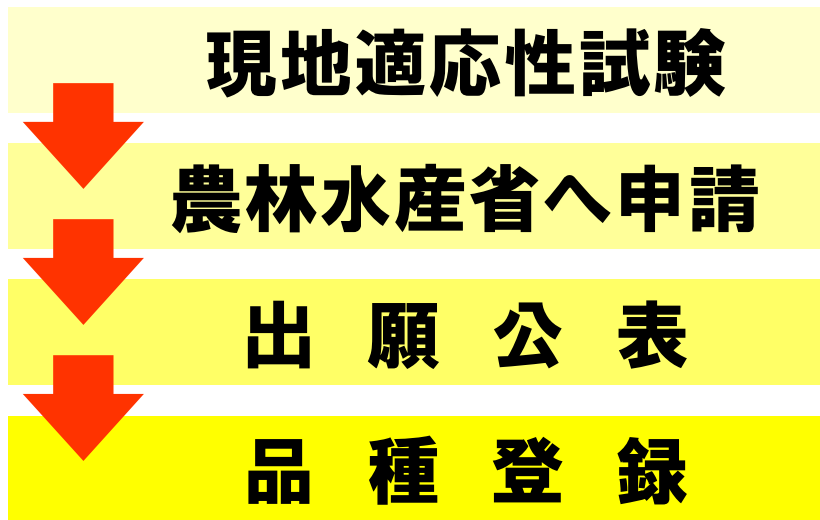 現地適応性試験
農林水産省へ申請
出願公表
品種登録